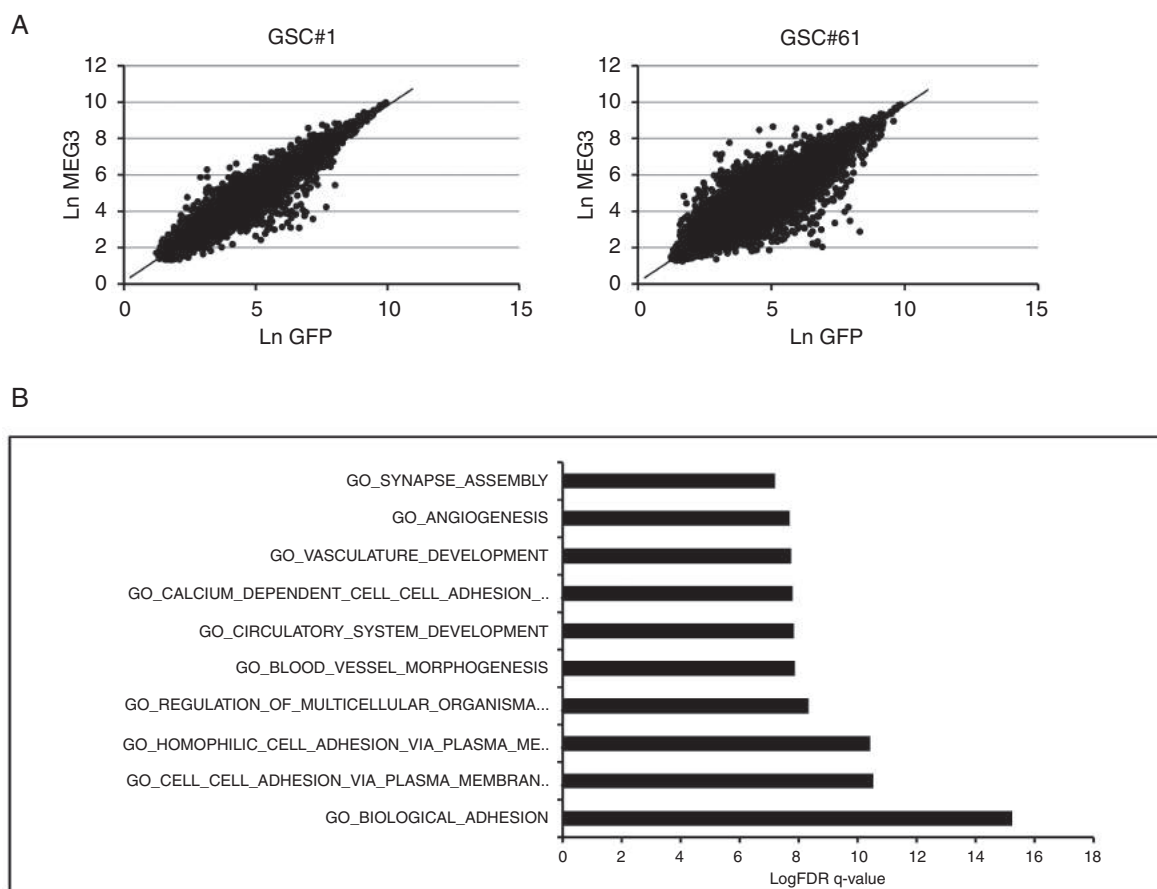 A
GSC#1
GSC#61
12
10
8
6
4
2
0
Ln MEG3
0 5 10 15
Ln GFP
12
10
8
6
4
2
0
Ln MEG3
0 5 10 15
Ln GFP
B
GO_SYNAPSE_ASSEMBLY
GO_ANGIOGENESIS
GO_VASCULATURE_DEVELOPMENT
GO_CALCIUM_DEPENDENT_CELL_CELL_ADHESION_..
GO_CIRCULATORY_SYSTEM_DEVELOPMENT
GO_BLOOD_VESSEL_MORPHOGENESIS
GO_REGULATION_OF_MULTICELLULAR_ORGANISMA...
GO_HOMOPHILIC_CELL_ADHESION_VIA_PLASMA_ME..
GO_CELL_CELL_ADHESION_VIA_PLASMA_MEMBRAN..
GO_BIOLOGICAL_ADHESION
0 2 4 6 8 10 12 14 16 18
LogFDR q-value